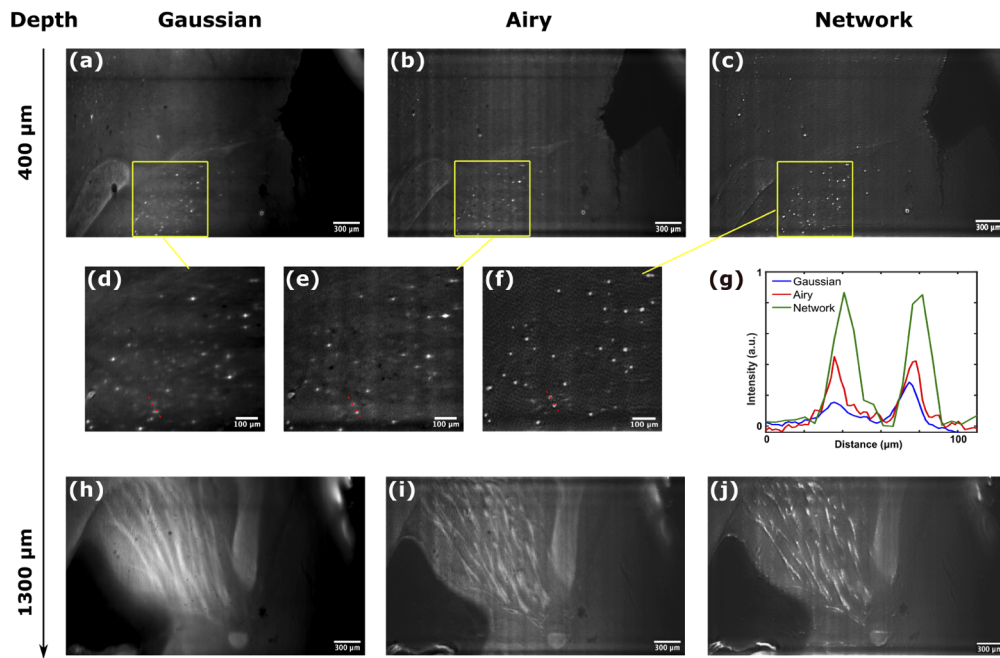 Depth Gaussian Airy Network
400 µm
(a) (b) (c)
300 µm 300 µm 300 µm
(d) (e) (f) (g)
100 µm 100 µm 100 µm
1
Gaussian
Airy
Network
Intensity (a.u.)
0
0 100
Distance (µm)
1300 µm
(h) (i) (j)
300 µm 300 µm 300 µm